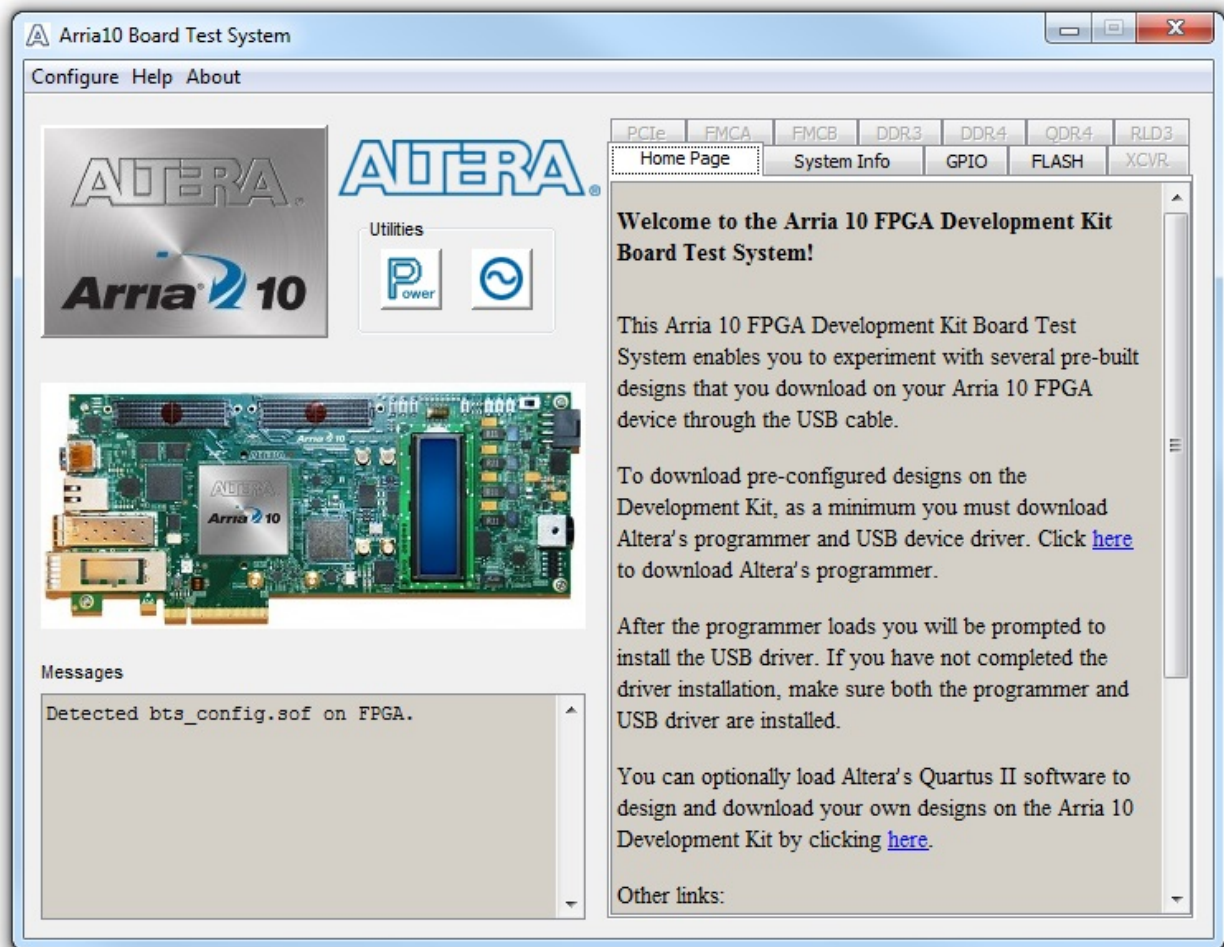 Arria10 Board Test System
Configure Help About
ALTERA
Arria 10
ALTERA
Utilities
Power
ALTERA
Arria 10
Arria 10
Messages
Detected bts_config.sof on FPGA.
PCIe FMCA FMCB DDR3 DDR4 QDR4 RLD3
Home Page System Info GPIO FLASH XCVR
Welcome to the Arria 10 FPGA Development Kit
Board Test System!
This Arria 10 FPGA Development Kit Board Test
System enables you to experiment with several pre-built
designs that you download on your Arria 10 FPGA
device through the USB cable.
To download pre-configured designs on the
Development Kit, as a minimum you must download
Altera's programmer and USB device driver. Click here
to download Altera's programmer.
After the programmer loads you will be prompted to
install the USB driver. If you have not completed the
driver installation, make sure both the programmer and
USB driver are installed.
You can optionally load Altera's Quartus II software to
design and download your own designs on the Arria 10
Development Kit by clicking here.
Other links: